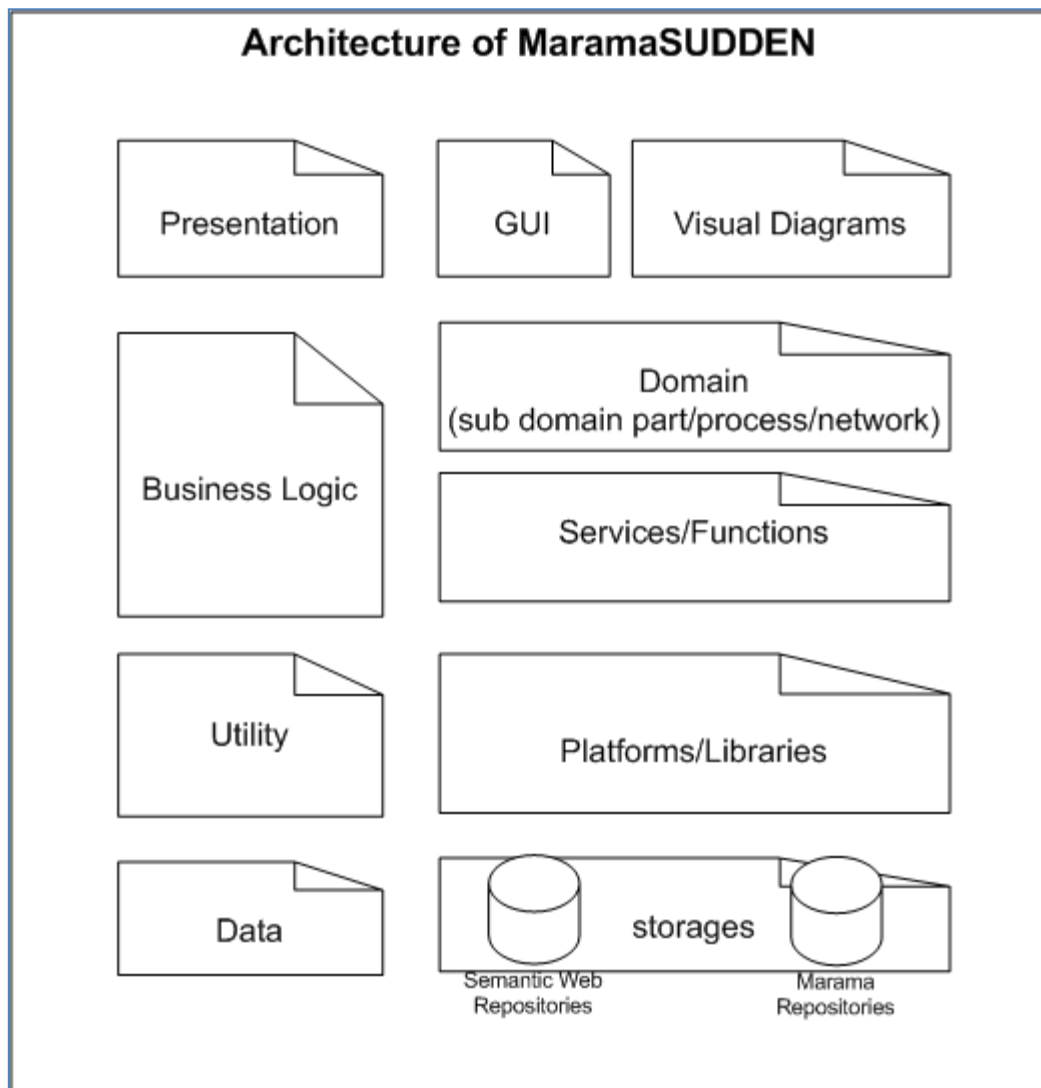 Architecture of MaramaSUDDEN
Presentation
GUI
Visual Diagrams
Business Logic
Domain
(sub domain part/process/network)
Services/Functions
Utility
Platforms/Libraries
Data
storages
Semantic Web
Repositories
Marama
Repositories